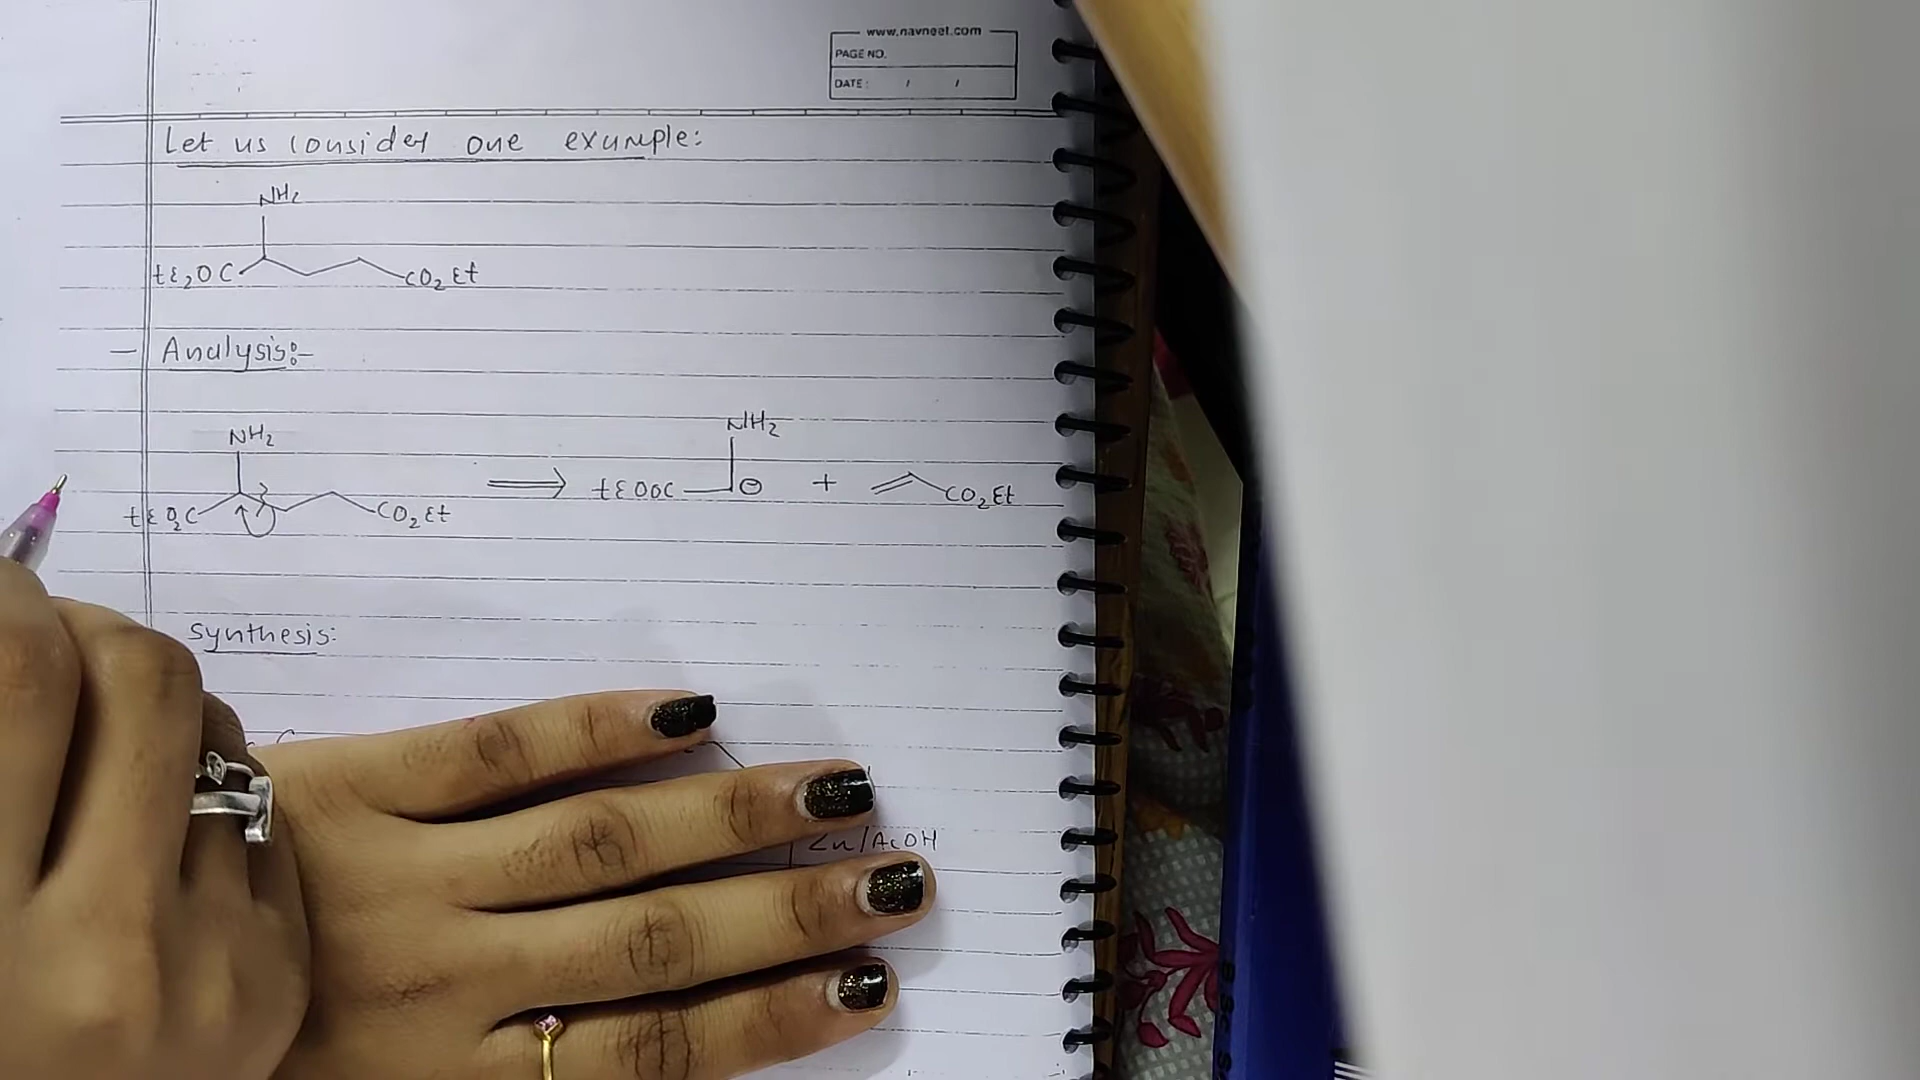 www.navneet.com
PAGE NO.
DATE: / /
Let us consider one example:
NH2
tE2OC CO2Et
- Analysis:-
NH2 NH2
tEO2C CO2Et ⟹ tEOOC ⊖ + CO2Et
Synthesis:
Zn/AcOH